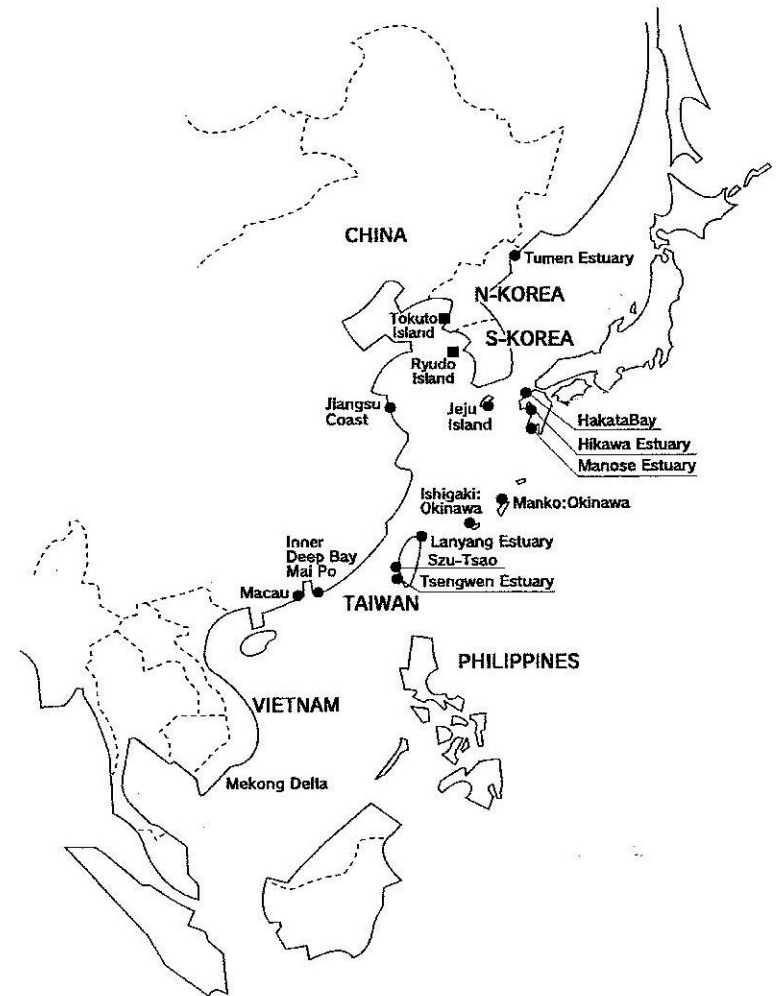 CHINA
Tumen Estuary
N-KOREA
Tokuto
Island
S-KOREA
Ryudo
Island
Jiangsu
Coast
Jeju
Island
HakataBay
Hikawa Estuary
Manose Estuary
Ishigaki:
Okinawa
Manko:Okinawa
Inner
Deep Bay
Mai Po
Lanyang Estuary
Szu-Tsao
Tsengwen Estuary
Macau
TAIWAN
PHILIPPINES
VIETNAM
Mekong Delta